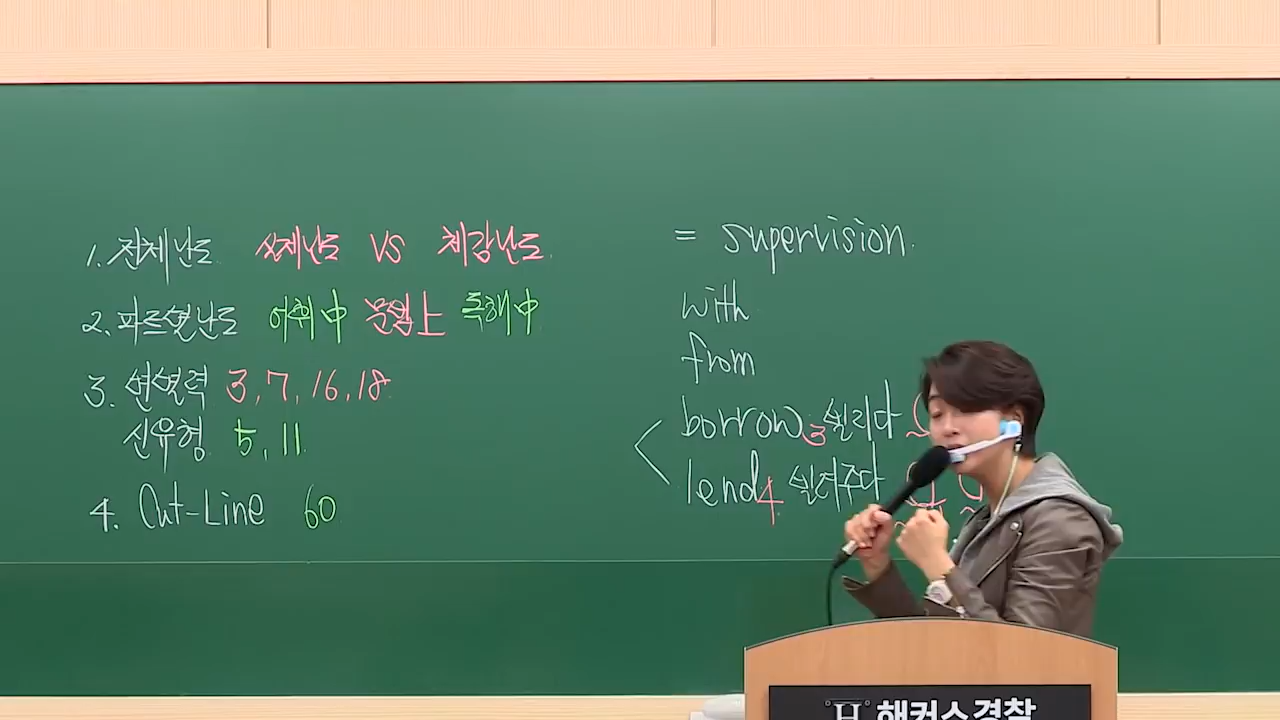 1. 전체난도 실제난도 VS 체감난도
2. 파트별난도 어휘中 문법上 독해中
3. 변별력 3, 7, 16, 18
신유형 5, 11
4. Cut-Line 60
= supervision.
with
from
borrow 3 빌리다
lend 4 빌려주다
H 해커스경찰